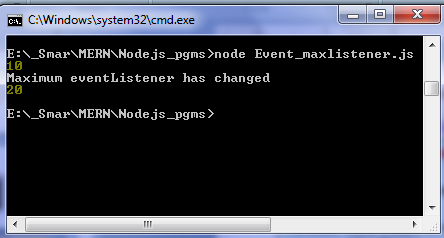 C:\Windows\system32\cmd.exe
E:\_Smar\MERN\Nodejs_pgms>node Event_maxlistener.js
10
Maximum eventListener has changed
20
E:\_Smar\MERN\Nodejs_pgms>